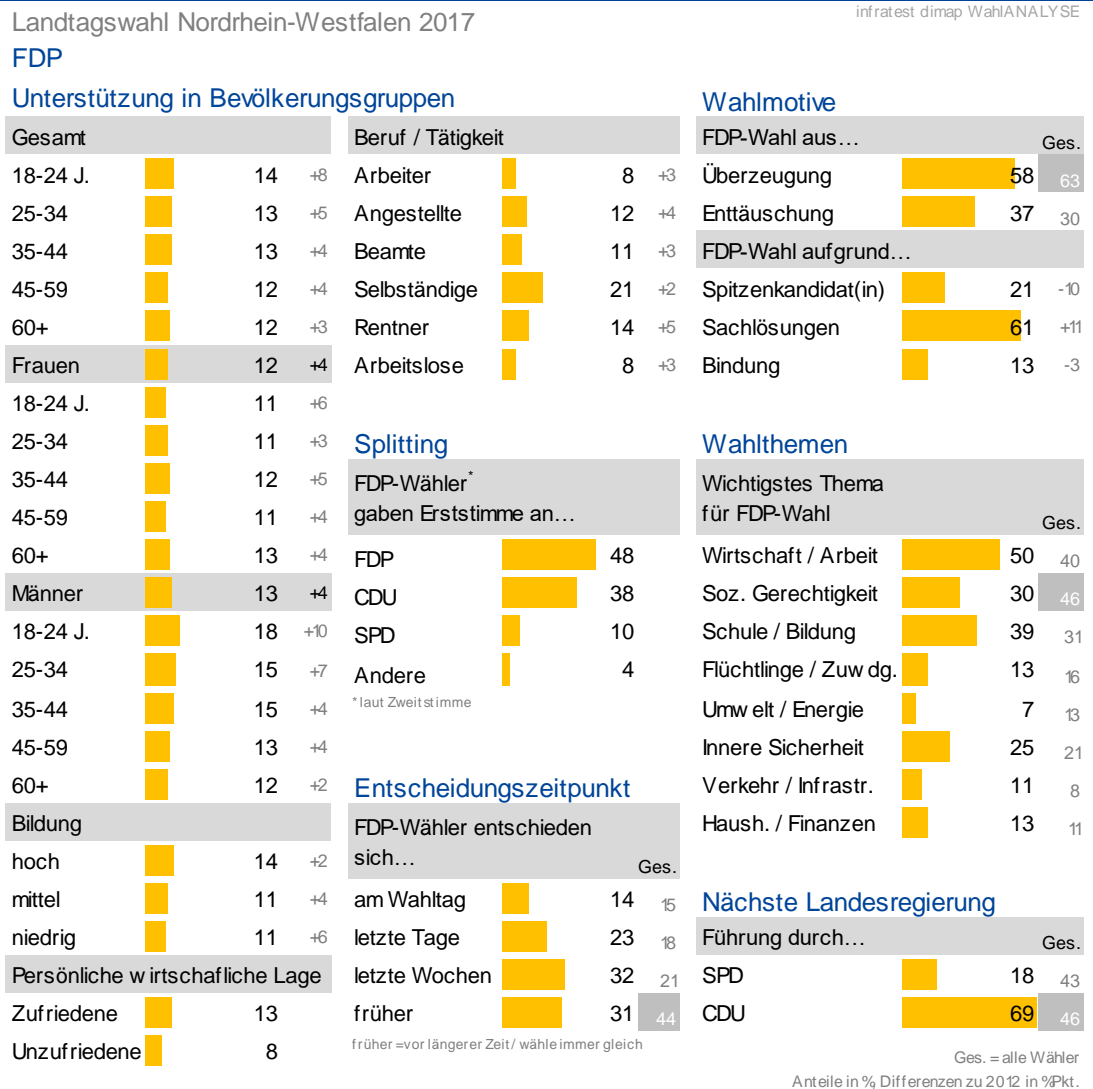 infratest dimap WahlANALYSE
Landtagswahl Nordrhein-Westfalen 2017
FDP
Unterstützung in Bevölkerungsgruppen
Gesamt
18-24 J. 14 +8
25-34 13 +5
35-44 13 +4
45-59 12 +4
60+ 12 +3
Frauen 12 +4
18-24 J. 11 +6
25-34 11 +3
35-44 12 +5
45-59 11 +4
60+ 13 +4
Männer 13 +4
18-24 J. 18 +10
25-34 15 +7
35-44 15 +4
45-59 13 +4
60+ 12 +2
Bildung
hoch 14 +2
mittel 11 +4
niedrig 11 +6
Persönliche wirtschafliche Lage
Zufriedene 13
Unzufriedene 8
Beruf / Tätigkeit
Arbeiter 8 +3
Angestellte 12 +4
Beamte 11 +3
Selbständige 21 +2
Rentner 14 +5
Arbeitslose 8 +3
Splitting
FDP-Wähler*
gaben Erststimme an…
FDP 48
CDU 38
SPD 10
Andere 4
* laut Zweitstimme
Entscheidungszeitpunkt
FDP-Wähler entschieden
sich… Ges.
am Wahltag 14 15
letzte Tage 23 18
letzte Wochen 32 21
früher 31 44
früher =vor längerer Zeit / wähle immer gleich
Wahlmotive
FDP-Wahl aus… Ges.
Überzeugung 58 63
Enttäuschung 37 30
FDP-Wahl aufgrund…
Spitzenkandidat(in) 21 -10
Sachlösungen 61 +11
Bindung 13 -3
Wahlthemen
Wichtigstes Thema
für FDP-Wahl Ges.
Wirtschaft / Arbeit 50 40
Soz. Gerechtigkeit 30 46
Schule / Bildung 39 31
Flüchtlinge / Zuwdg. 13 16
Umwelt / Energie 7 13
Innere Sicherheit 25 21
Verkehr / Infrastr. 11 8
Haush. / Finanzen 13 11
Nächste Landesregierung
Führung durch… Ges.
SPD 18 43
CDU 69 46
Ges. = alle Wähler
Anteile in %, Differenzen zu 2012 in %Pkt.